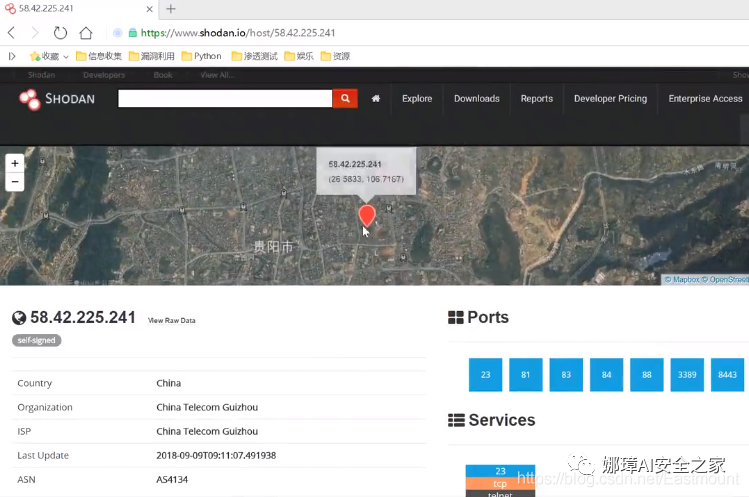 58.42.225.241
https://www.shodan.io/host/58.42.225.241
收藏 信息收集 漏洞利用 Python 渗透测试 娱乐 资源
Shodan Developers Book View All...
SHODAN Explore Downloads Reports Developer Pricing Enterprise Access
58.42.225.241
(26.5833, 106.7167)
贵阳市
© Mapbox © OpenStreet
58.42.225.241 View Raw Data
self-signed
Country China
Organization China Telecom Guizhou
ISP China Telecom Guizhou
Last Update 2018-09-09T09:11:07.491938
ASN AS4134
Ports
23 81 83 84 88 3389 8443
Services
23
tcp
telnet
娜璋AI安全之家
https://blog.csdn.net/Eastmount